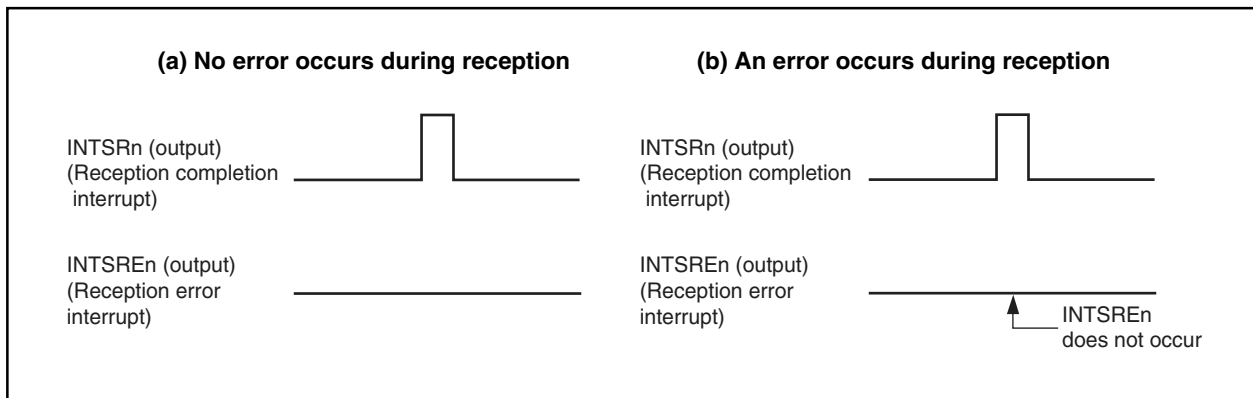 (a) No error occurs during reception
INTSRn (output)
(Reception completion
interrupt)
INTSREn (output)
(Reception error
interrupt)
(b) An error occurs during reception
INTSRn (output)
(Reception completion
interrupt)
INTSREn (output)
(Reception error
interrupt)
INTSREn
does not occur